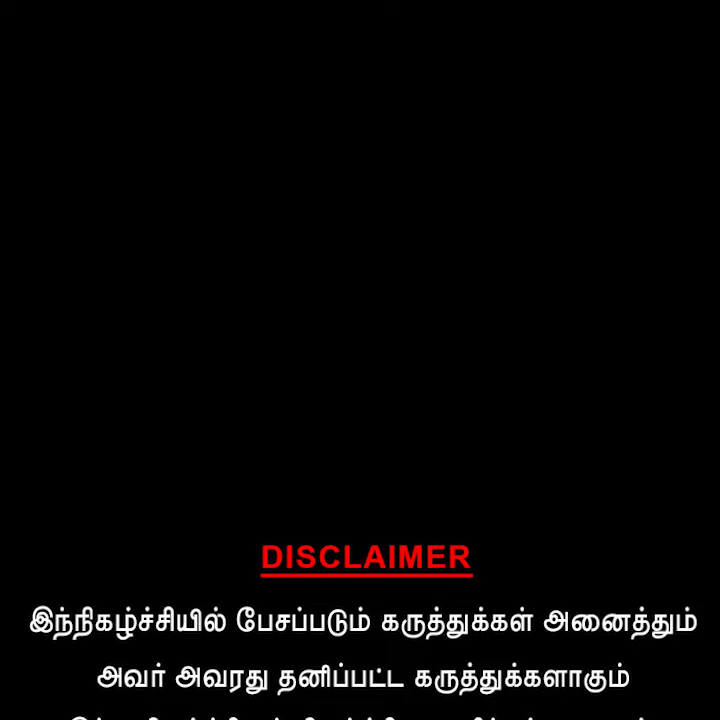 DISCLAIMER
இந்நிகழ்ச்சியில் பேசப்படும் கருத்துக்கள் அனைத்தும்
அவர் அவரது தனிப்பட்ட கருத்துக்களாகும்